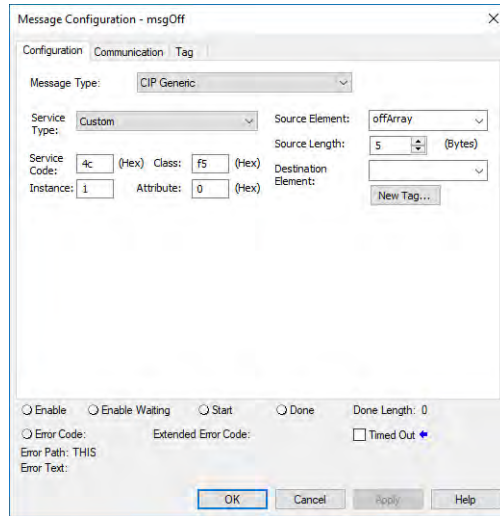 Message Configuration - msgOff
Configuration Communication Tag
Message Type: CIP Generic
Service Type: Custom
Source Element: offArray
Source Length: 5 (Bytes)
Service Code: 4c (Hex) Class: f5 (Hex)
Destination Element:
Instance: 1 Attribute: 0 (Hex)
New Tag...
Enable Enable Waiting Start Done Done Length: 0
Error Code: Extended Error Code: Timed Out
Error Path: THIS
Error Text:
OK Cancel Apply Help